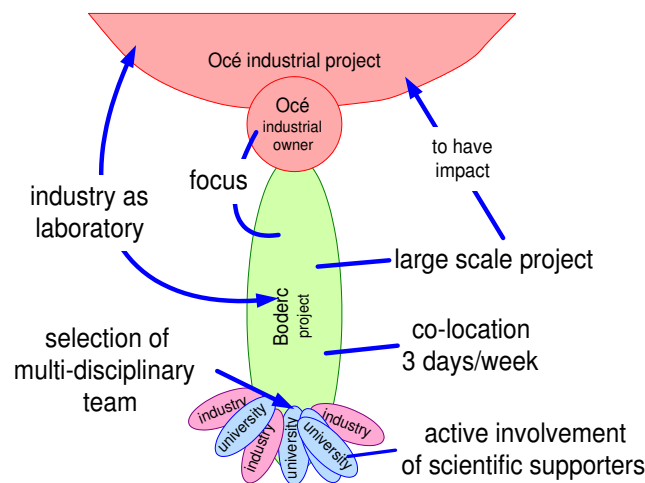 Océ industrial project
Océ
industrial
owner
to have
impact
focus
industry as
laboratory
large scale project
Boderc
project
co-location
3 days/week
selection of
multi-disciplinary
team
industry
university
industry
university
university
industry
active involvement
of scientific supporters